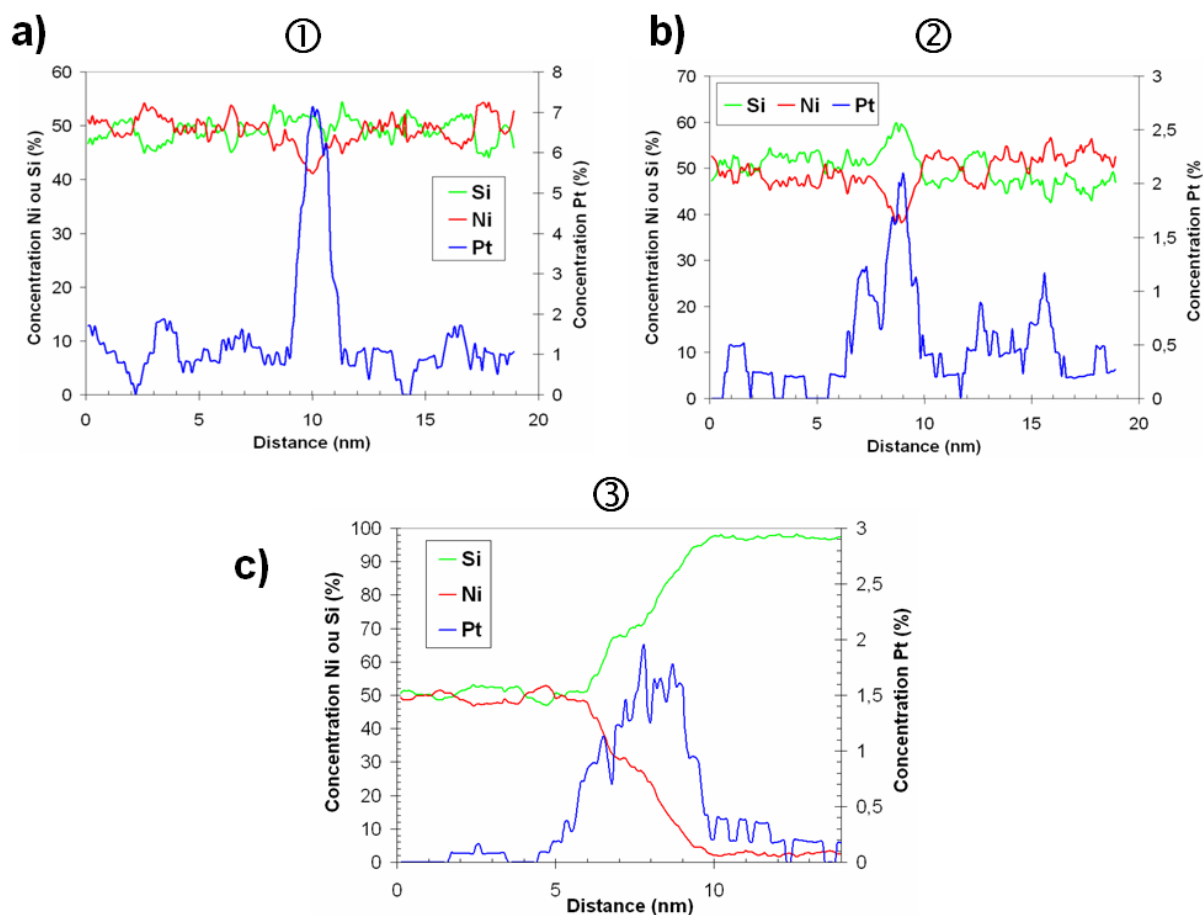 a)
①
Concentration Ni ou Si (%)
60
50
40
30
20
10
0
Si
Ni
Pt
8
7
6
5
4
3
2
1
0
Concentration Pt (%)
0 5 10 15 20
Distance (nm)
b)
②
Concentration Ni ou Si (%)
70
60
50
40
30
20
10
0
Si Ni Pt
3
2,5
2
1,5
1
0,5
0
Concentration Pt (%)
0 5 10 15 20
Distance (nm)
③
c)
Concentration Ni ou Si (%)
100
90
80
70
60
50
40
30
20
10
0
Si
Ni
Pt
3
2,5
2
1,5
1
0,5
0
Concentration Pt (%)
0 5 10
Distance (nm)